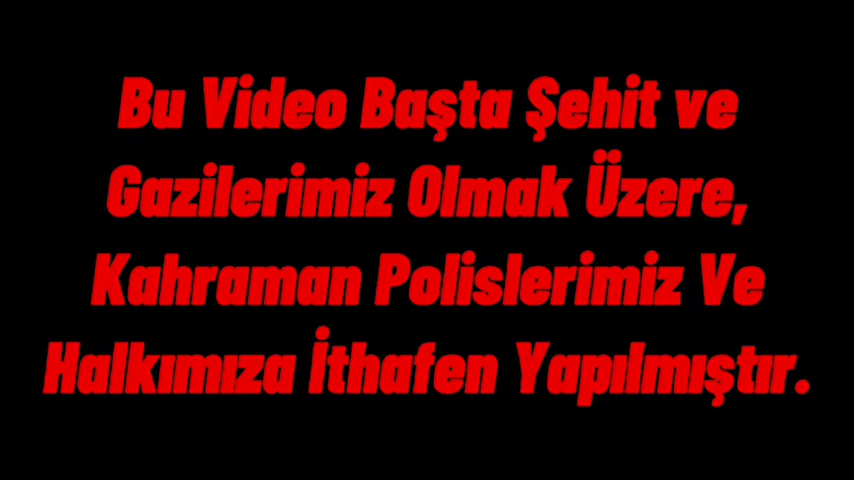 Bu Video Başta Şehit ve
Gazilerimiz Olmak Üzere,
Kahraman Polislerimiz Ve
Halkımıza İthafen Yapılmıştır.